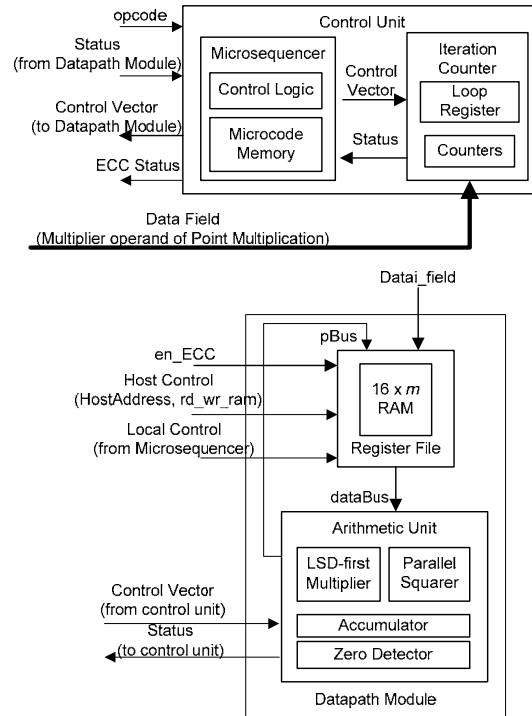 opcode
Control Unit
Status
(from Datapath Module)
Control Vector
(to Datapath Module)
ECC Status
Microsequencer
Control Logic
Microcode
Memory
Control
Vector
Status
Iteration
Counter
Loop
Register
Counters
Data Field
(Multiplier operand of Point Multiplication)
Datai_field
pBus
en_ECC
Host Control
(HostAddress, rd_wr_ram)
Local Control
(from Microsequencer)
16 x m
RAM
Register File
dataBus
Arithmetic Unit
LSD-first
Multiplier
Parallel
Squarer
Accumulator
Zero Detector
Control Vector
(from control unit)
Status
(to control unit)
Datapath Module